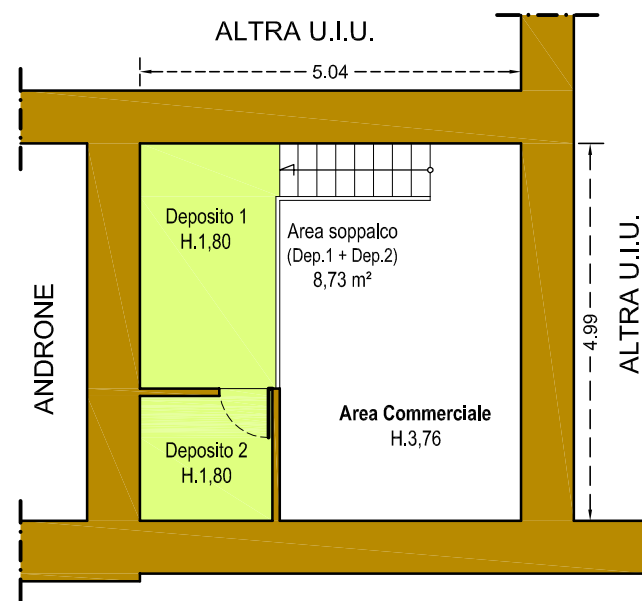 ALTRA U.I.U.
5.04
Deposito 1
H.1,80
Area soppalco
(Dep.1 + Dep.2)
8,73 m²
ANDRONE
4.99
ALTRA U.I.U.
Area Commerciale
H.3,76
Deposito 2
H.1,80